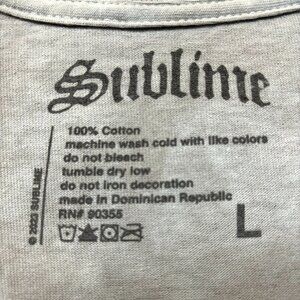 Sublime
100% Cotton
machine wash cold with like colors
do not bleach
tumble dry low
do not iron decoration
made in Dominican Republic
RN# 90355
L
© 2023 SUBLIME